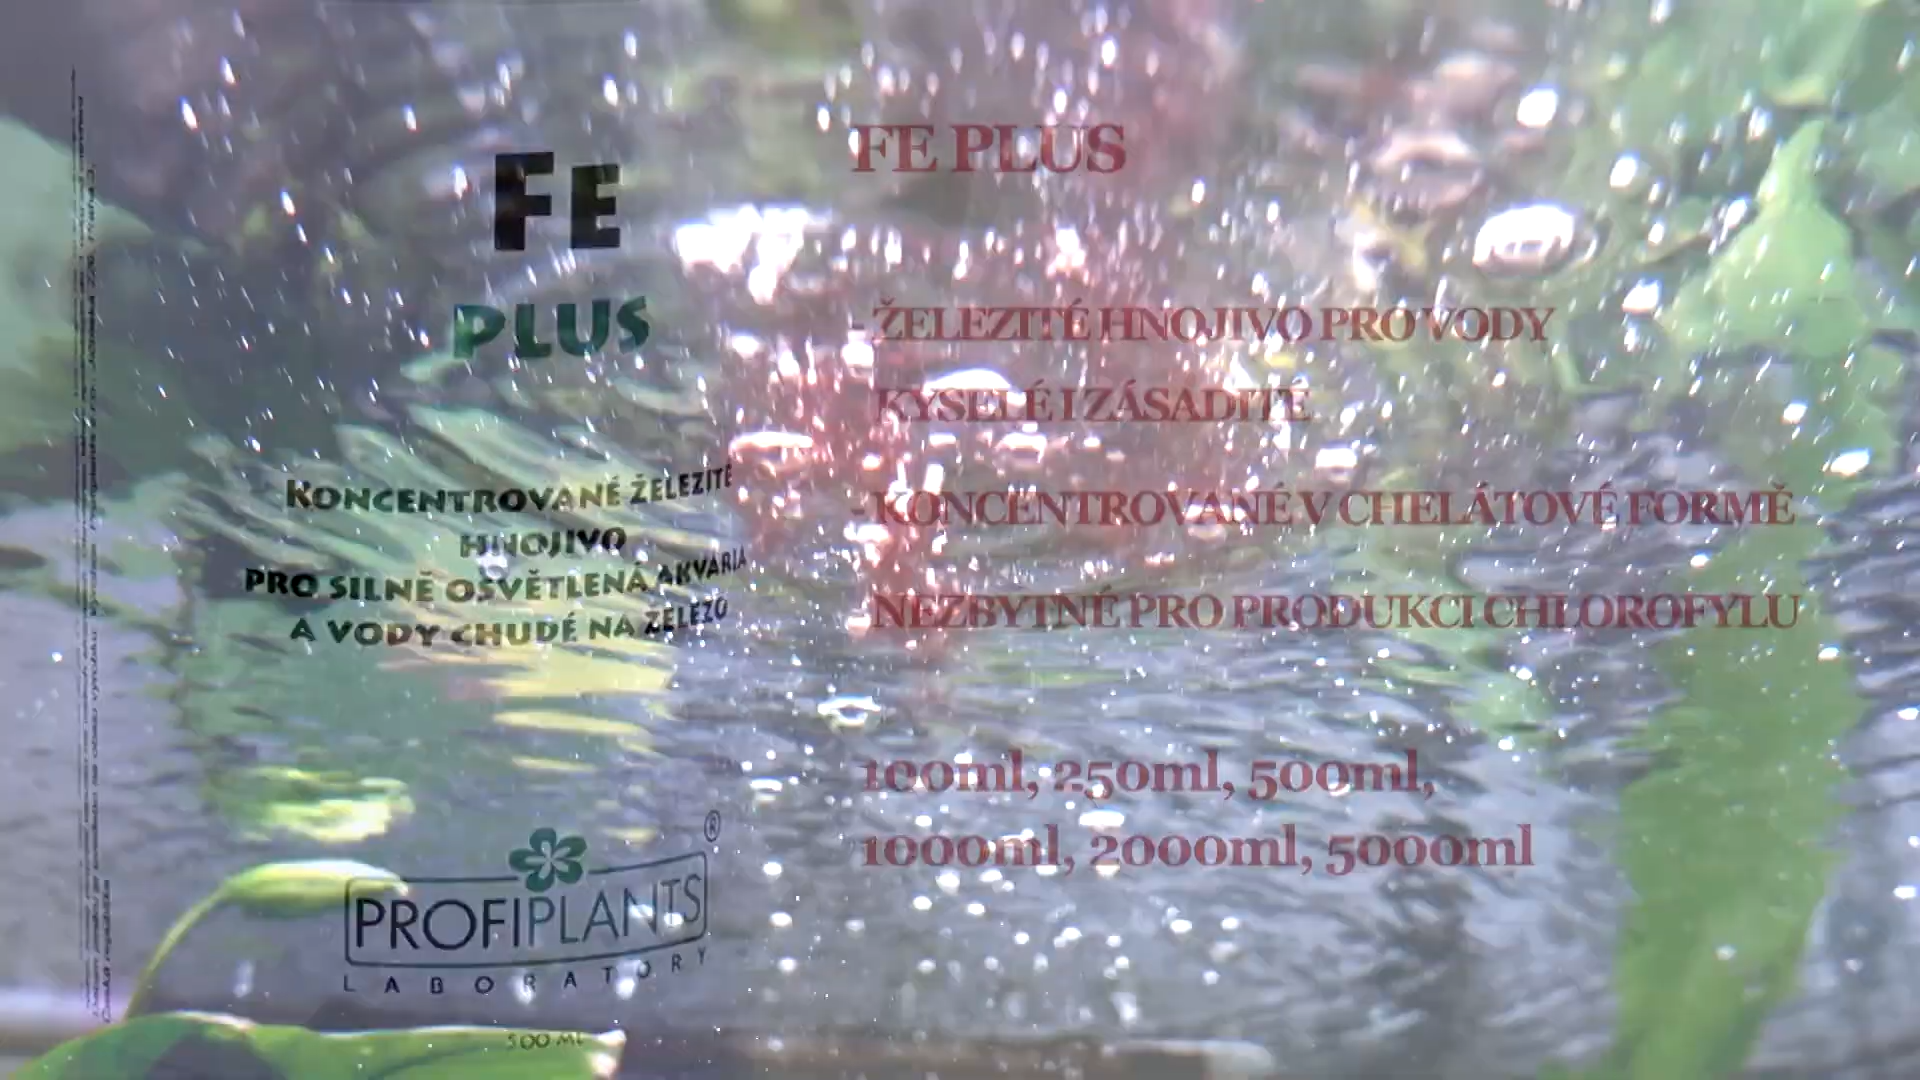 FE
PLUS
KONCENTROVANÉ ŽELEZITÉ
HNOJIVO
PRO SILNĚ OSVĚTLENÁ AKVÁRIA
A VODY CHUDÉ NA ŽELEZO
PROFIPLANTS®
LABORATORY
500 ML
FE PLUS
- ŽELEZITÉ HNOJIVO PRO VODY
KYSELÉ I ZÁSADITÉ
- KONCENTROVANÉ V CHELÁTOVÉ FORMĚ
- NEZBYTNÉ PRO PRODUKCI CHLOROFYLU
100ml, 250ml, 500ml,
1000ml, 2000ml, 5000ml